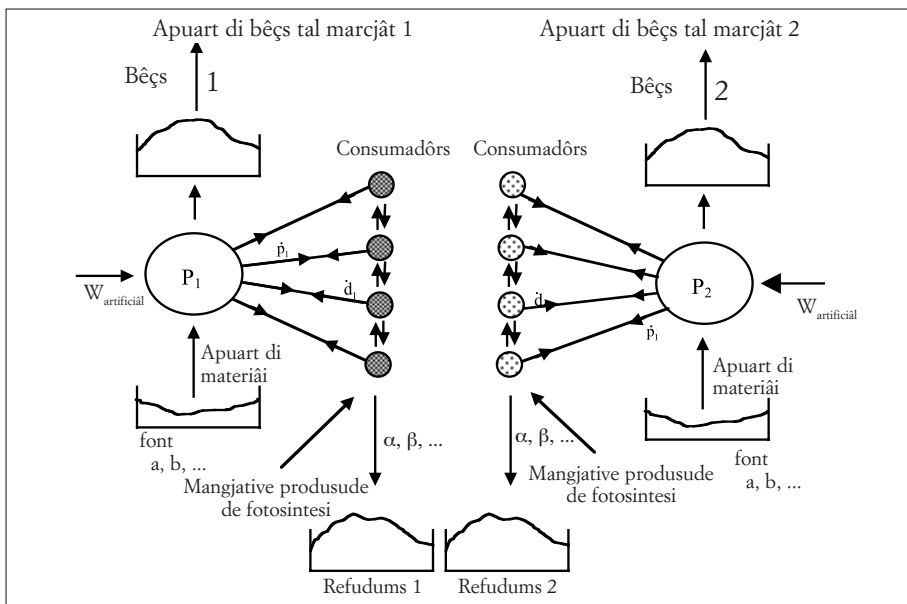 Apuart di bêçs tal marcjât 1
Apuart di bêçs tal marcjât 2
Bêçs
1
Bêçs
2
Consumadôrs
Consumadôrs
ṗ₁
P₁
ḋ₁
W artificiâl
ḋ
P₂
ṗ₁
W artificiâl
Apuart di
materiâi
Apuart di
materiâi
font
a, b, ...
α, β, ...
α, β, ...
font
a, b, ...
Mangjative produsude
de fotosintesi
Mangjative produsude
de fotosintesi
Refudums 1
Refudums 2